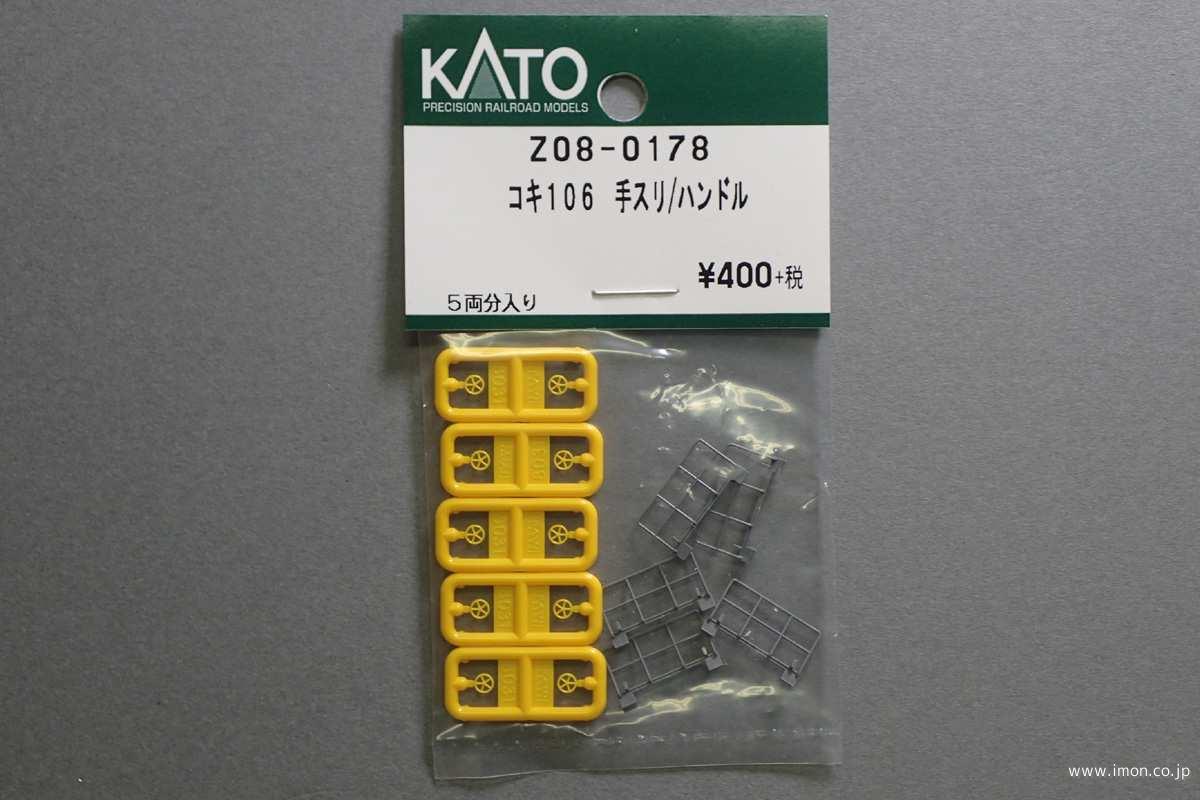 KATO
PRECISION RAILROAD MODELS
Z08-0178
コキ106 手スリ/ハンドル
¥400+税
5両分入り
www.imon.co.jp